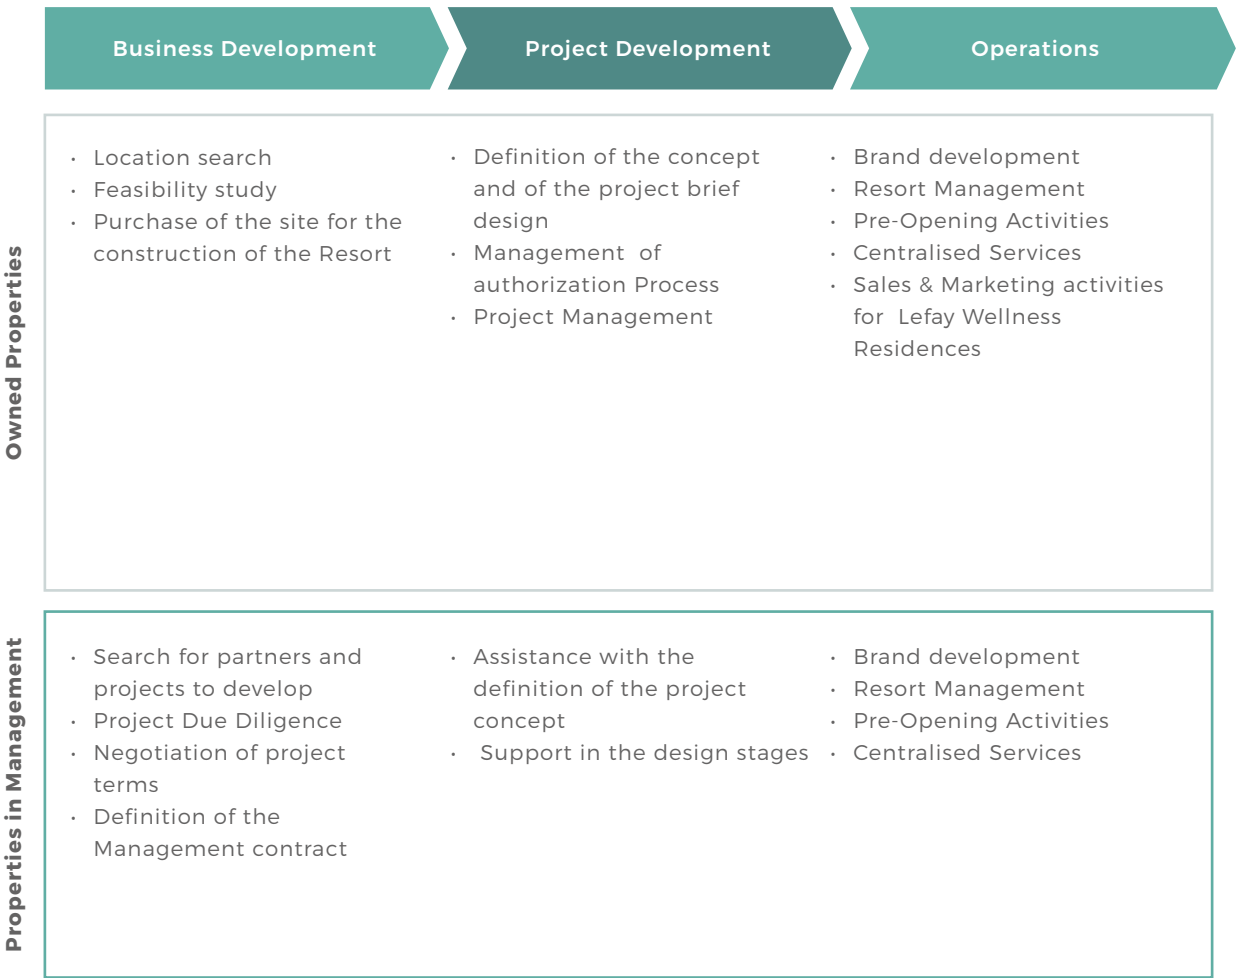 Business Development
Project Development
Operations
Owned Properties
• Location search
• Feasibility study
• Purchase of the site for the
construction of the Resort
• Definition of the concept
and of the project brief
design
• Management of
authorization Process
• Project Management
• Brand development
• Resort Management
• Pre-Opening Activities
• Centralised Services
• Sales & Marketing activities
for Lefay Wellness
Residences
Properties in Management
• Search for partners and
projects to develop
• Project Due Diligence
• Negotiation of project
terms
• Definition of the
Management contract
• Assistance with the
definition of the project
concept
• Support in the design stages
• Brand development
• Resort Management
• Pre-Opening Activities
• Centralised Services